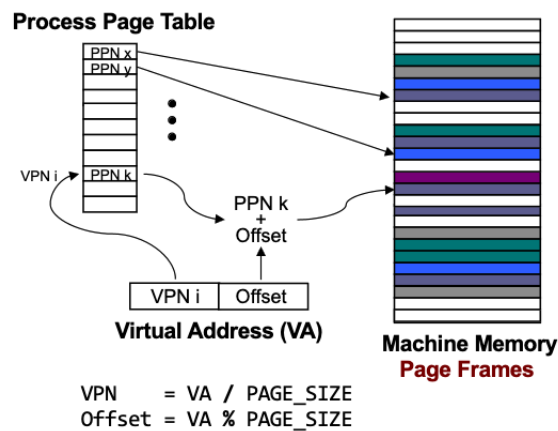 Process Page Table
PPN x
PPN y
VPN i
PPN k
PPN k
+
Offset
VPN i
Offset
Virtual Address (VA)
Machine Memory
Page Frames
VPN    = VA / PAGE_SIZE
Offset = VA % PAGE_SIZE